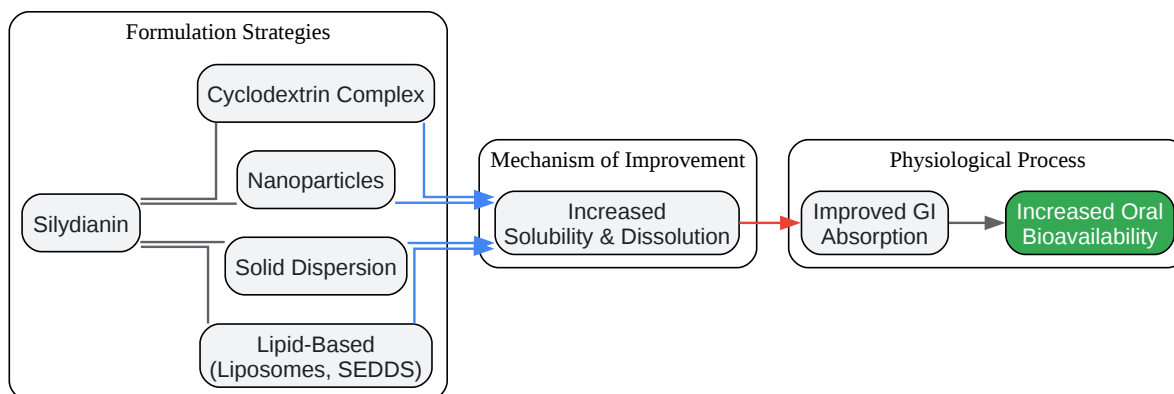 Formulation Strategies
Cyclodextrin Complex
Nanoparticles
Silydianin
Solid Dispersion
Lipid-Based
(Liposomes, SEDDS)
Mechanism of Improvement
Increased
Solubility & Dissolution
Physiological Process
Improved GI
Absorption
Increased Oral
Bioavailability